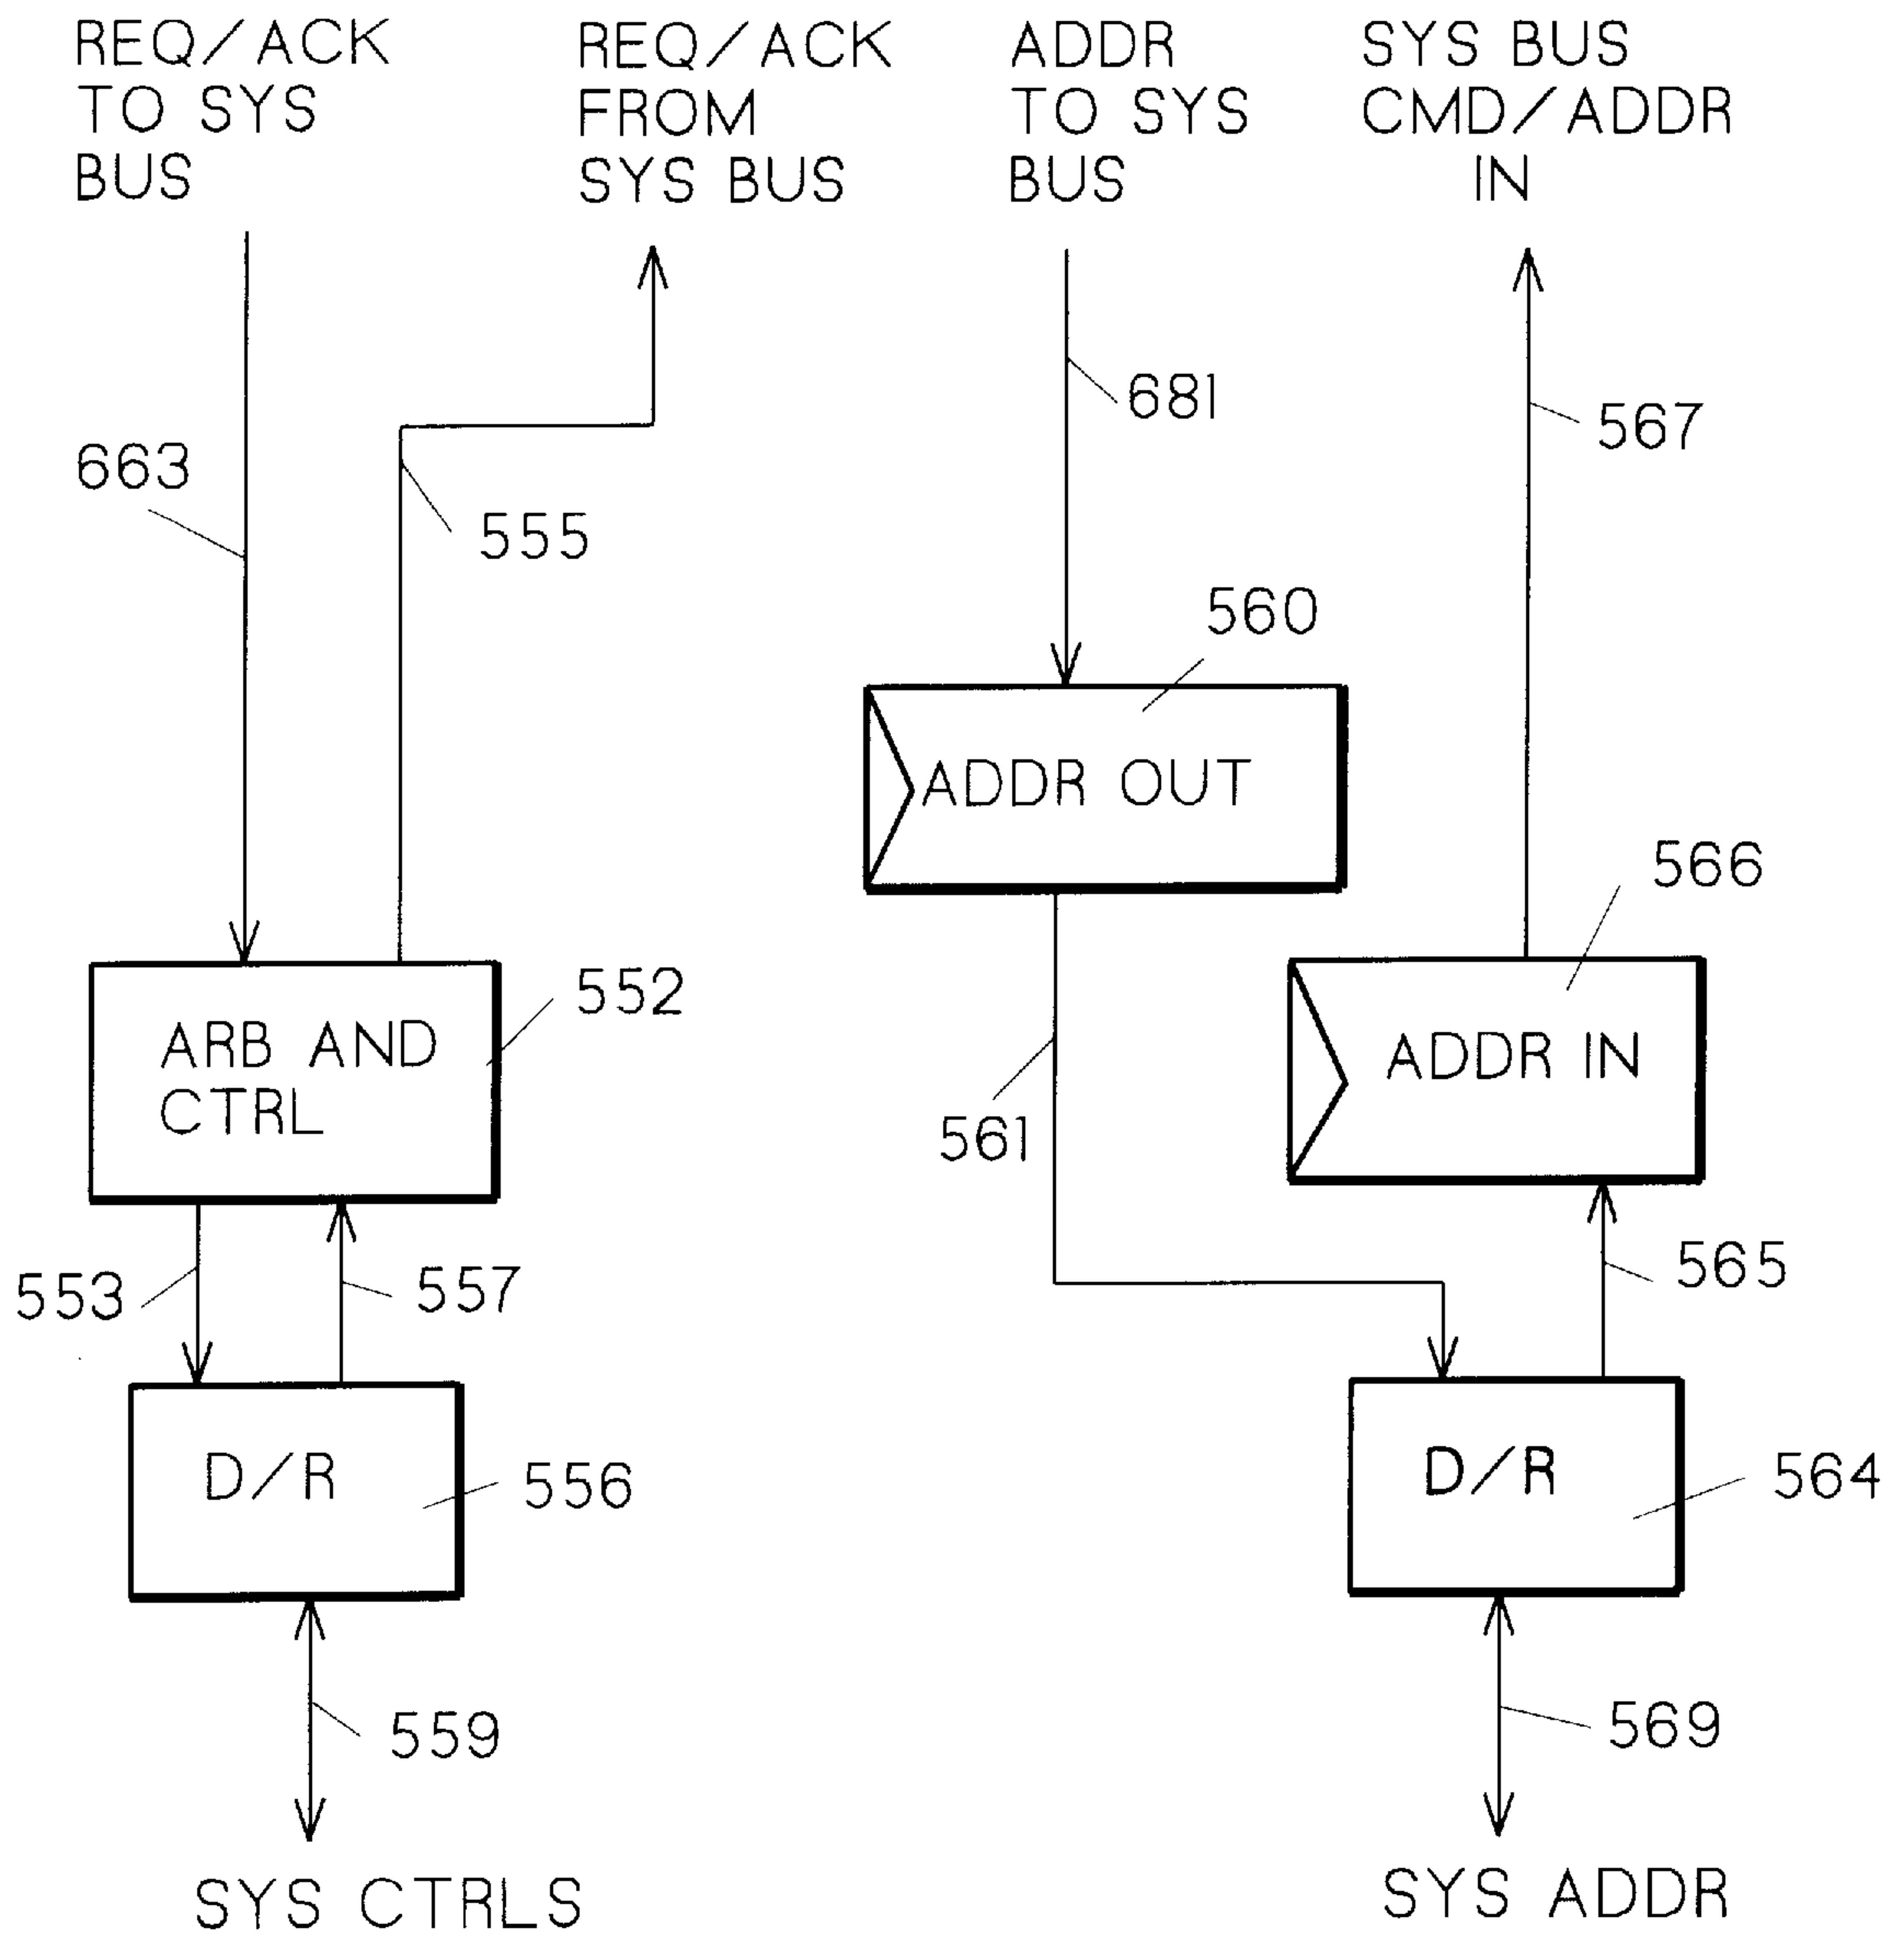 REQ/ACK
TO SYS
BUS
REQ/ACK
FROM
SYS BUS
ADDR
TO SYS
BUS
SYS BUS
CMD/ADDR
IN
681
567
663
555
560
ADDR OUT
566
552
ARB AND
CTRL
ADDR IN
561
553
557
565
D/R
556
D/R
564
559
569
SYS CTRLS
SYS ADDR